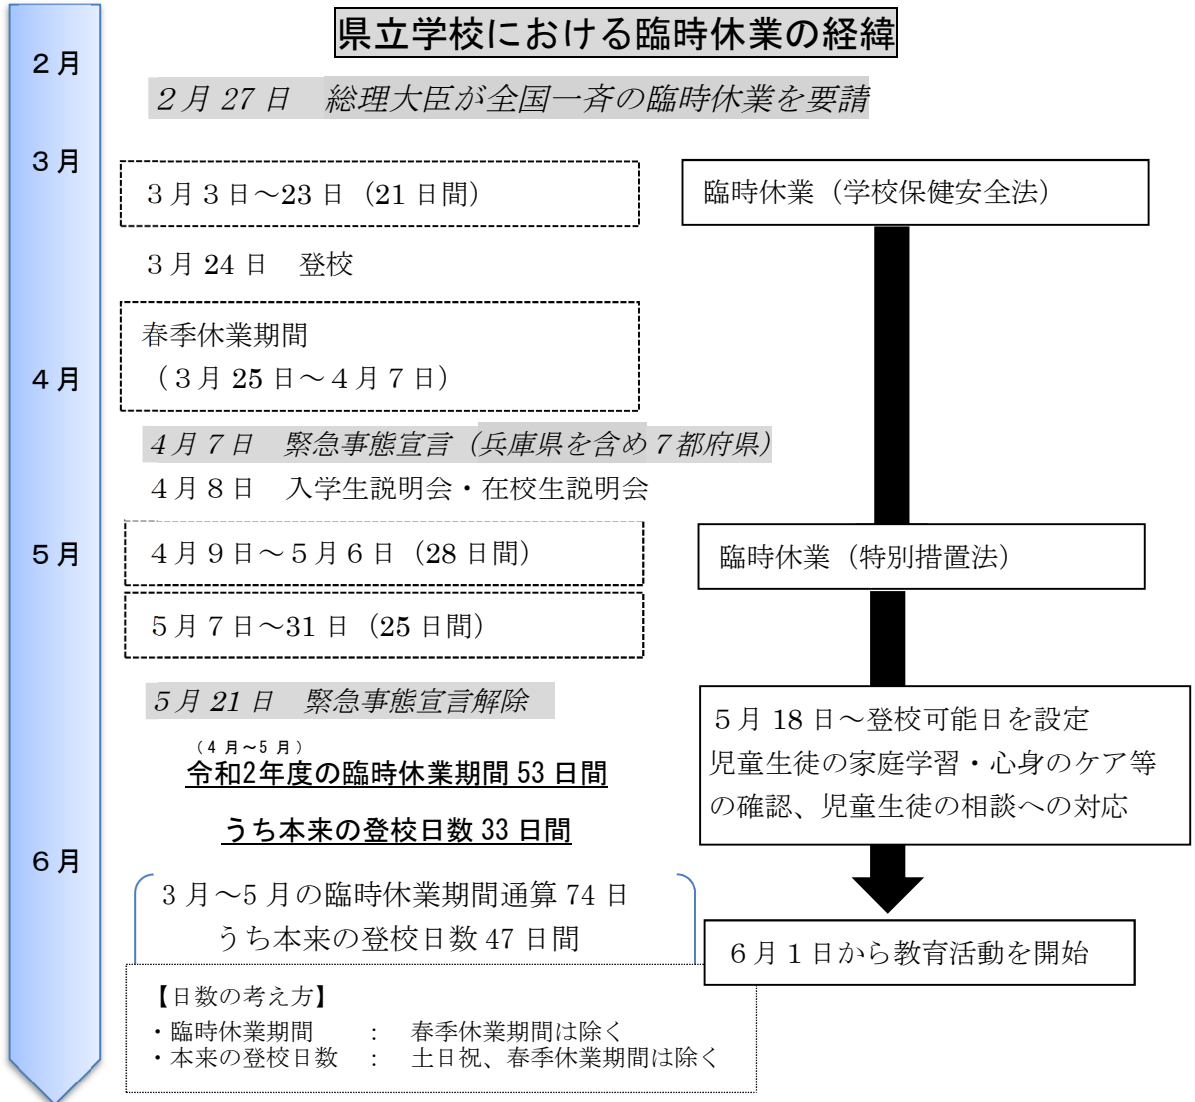 県立学校における臨時休業の経緯
２月
２月 27 日　総理大臣が全国一斉の臨時休業を要請
３月
３月３日～23 日（21 日間）
臨時休業（学校保健安全法）
３月 24 日　登校
春季休業期間
（３月 25 日～４月７日）
４月
４月７日　緊急事態宣言（兵庫県を含め７都府県）
４月８日　入学生説明会・在校生説明会
５月
４月９日～５月６日（28 日間）
臨時休業（特別措置法）
５月７日～31 日（25 日間）
５月 21 日　緊急事態宣言解除
５月 18 日～登校可能日を設定
児童生徒の家庭学習・心身のケア等
の確認、児童生徒の相談への対応
（４月～５月）
令和2年度の臨時休業期間 53 日間
うち本来の登校日数 33 日間
６月
３月～５月の臨時休業期間通算 74 日
うち本来の登校日数 47 日間
６月１日から教育活動を開始
【日数の考え方】
・臨時休業期間　　：　春季休業期間は除く
・本来の登校日数　：　土日祝、春季休業期間は除く